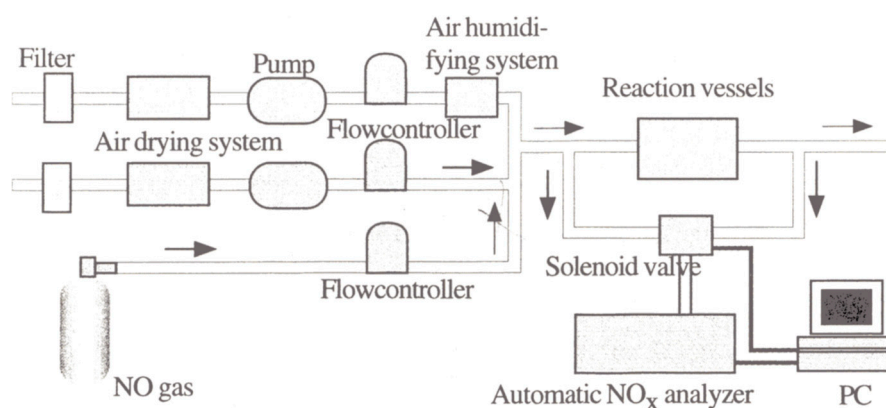 Air humidi-
fying system
Filter
Pump
Reaction vessels
Flowcontroller
Air drying system
Solenoid valve
Flowcontroller
NO gas
Automatic NOx analyzer
PC